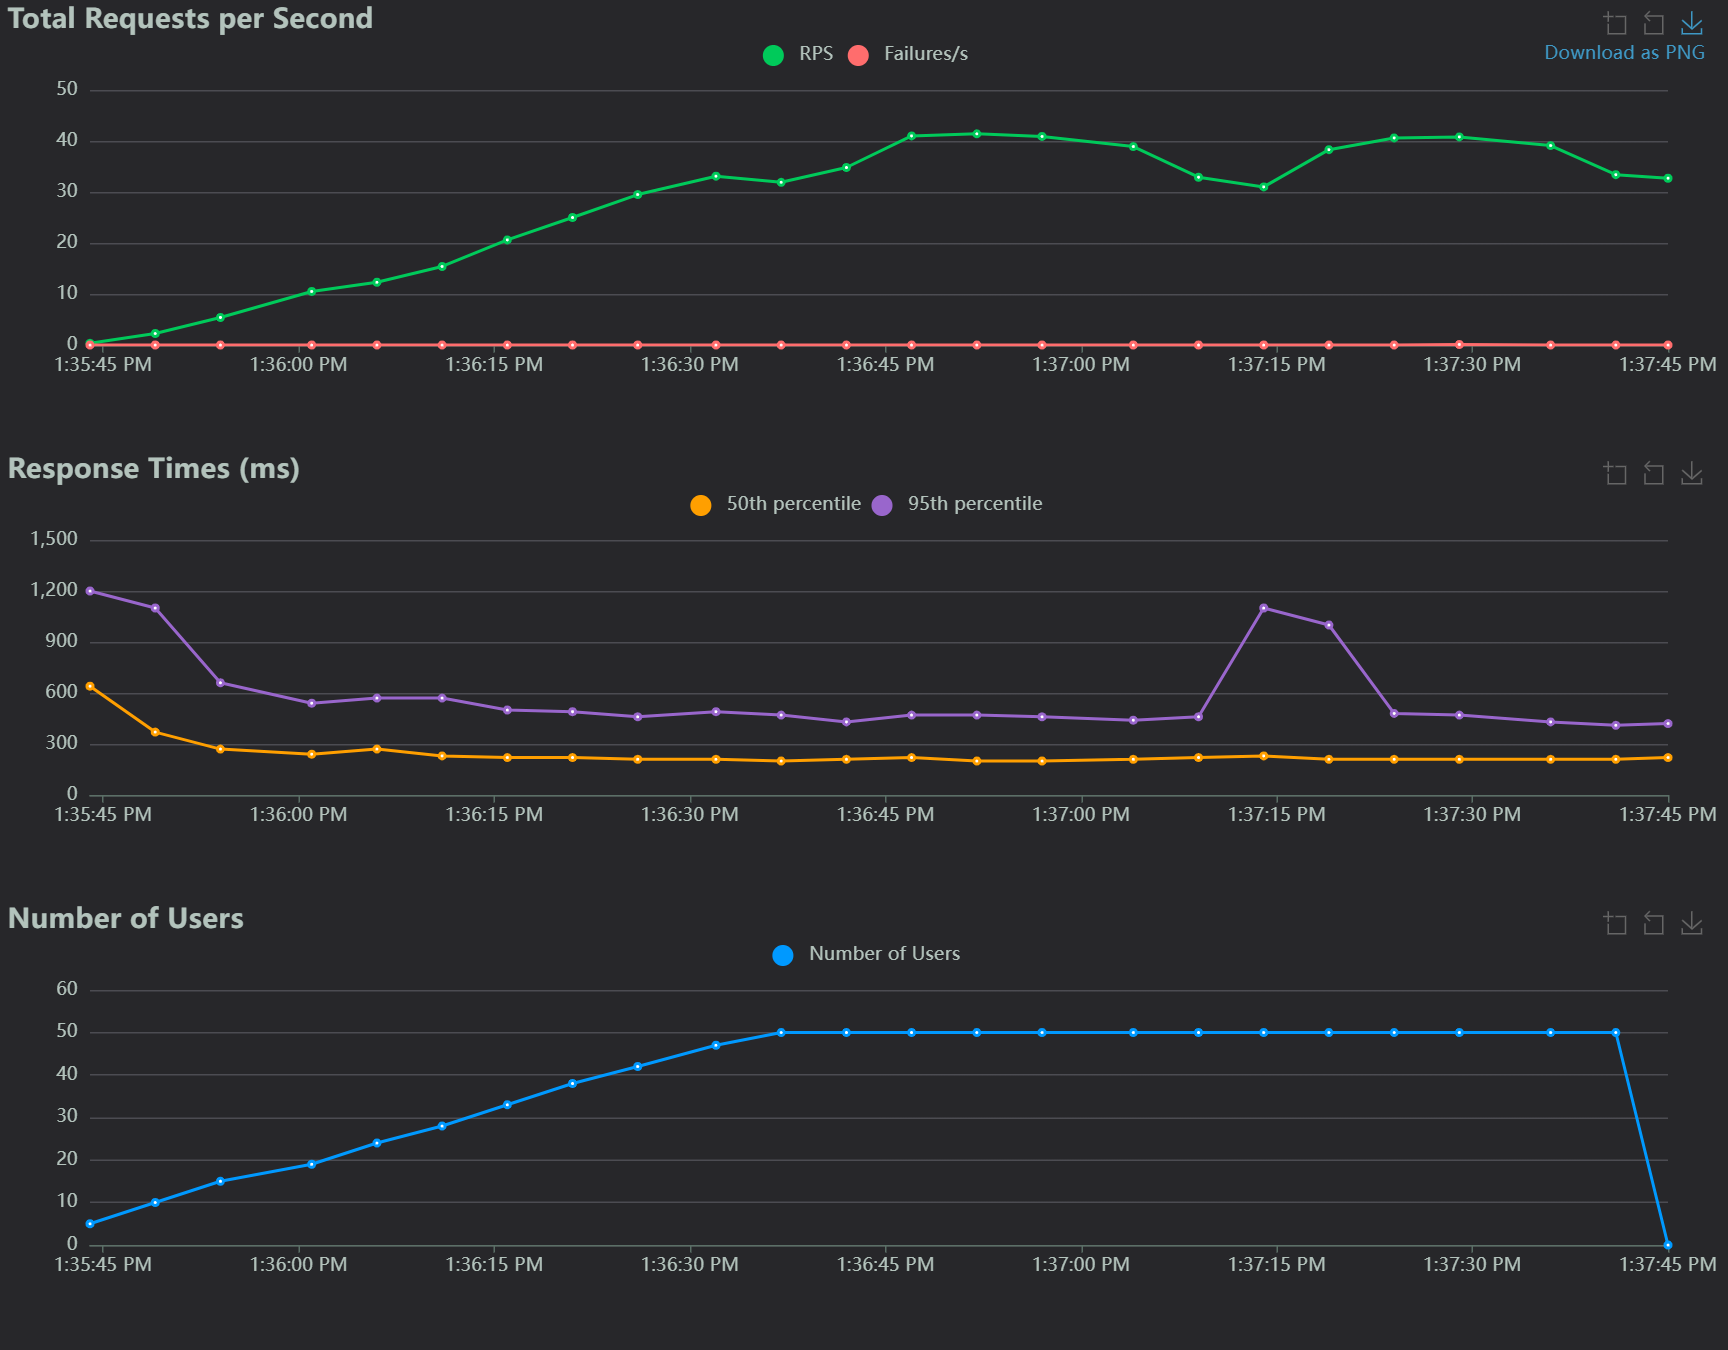 Total Requests per Second
RPS Failures/s
Download as PNG
50
40
30
20
10
0
1:35:45 PM 1:36:00 PM 1:36:15 PM 1:36:30 PM 1:36:45 PM 1:37:00 PM 1:37:15 PM 1:37:30 PM 1:37:45 PM
Response Times (ms)
50th percentile 95th percentile
1,500
1,200
900
600
300
0
1:35:45 PM 1:36:00 PM 1:36:15 PM 1:36:30 PM 1:36:45 PM 1:37:00 PM 1:37:15 PM 1:37:30 PM 1:37:45 PM
Number of Users
Number of Users
60
50
40
30
20
10
0
1:35:45 PM 1:36:00 PM 1:36:15 PM 1:36:30 PM 1:36:45 PM 1:37:00 PM 1:37:15 PM 1:37:30 PM 1:37:45 PM